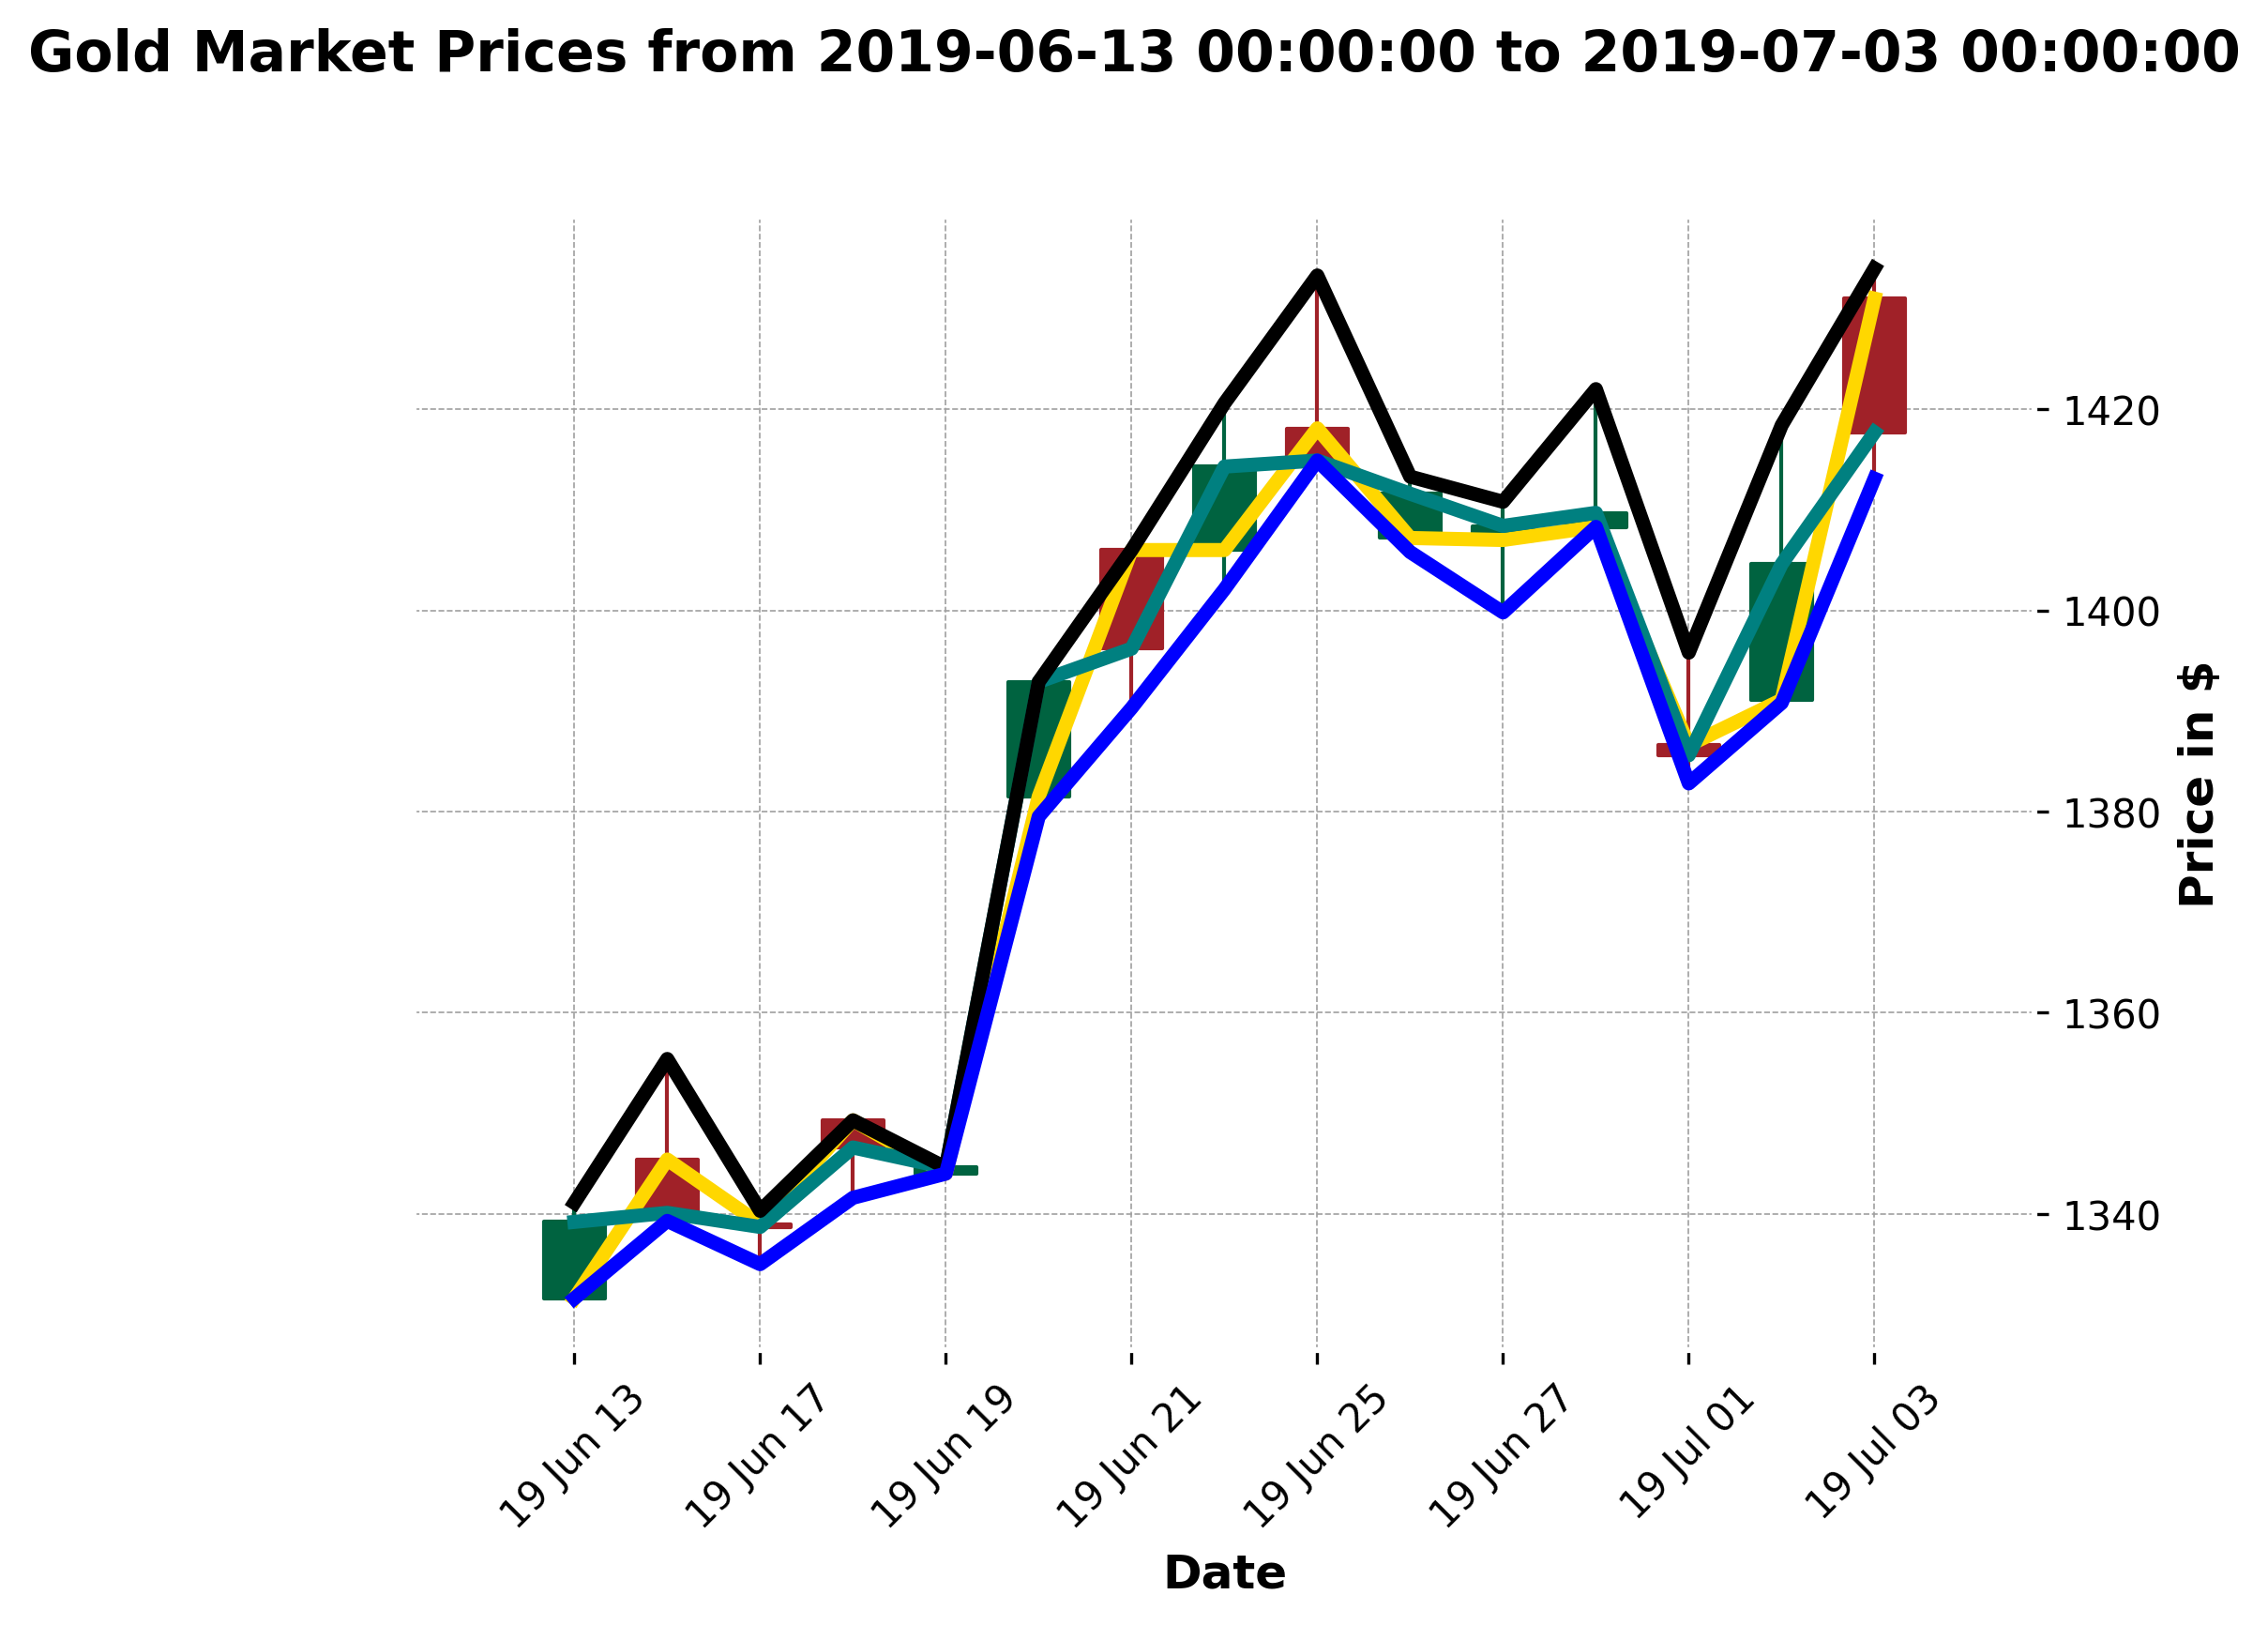 Gold Market Prices from 2019-06-13 00:00:00 to 2019-07-03 00:00:00
1420
1400
1380
1360
1340
Price in $
19 Jun 13
19 Jun 17
19 Jun 19
19 Jun 21
19 Jun 25
19 Jun 27
19 Jul 01
19 Jul 03
Date